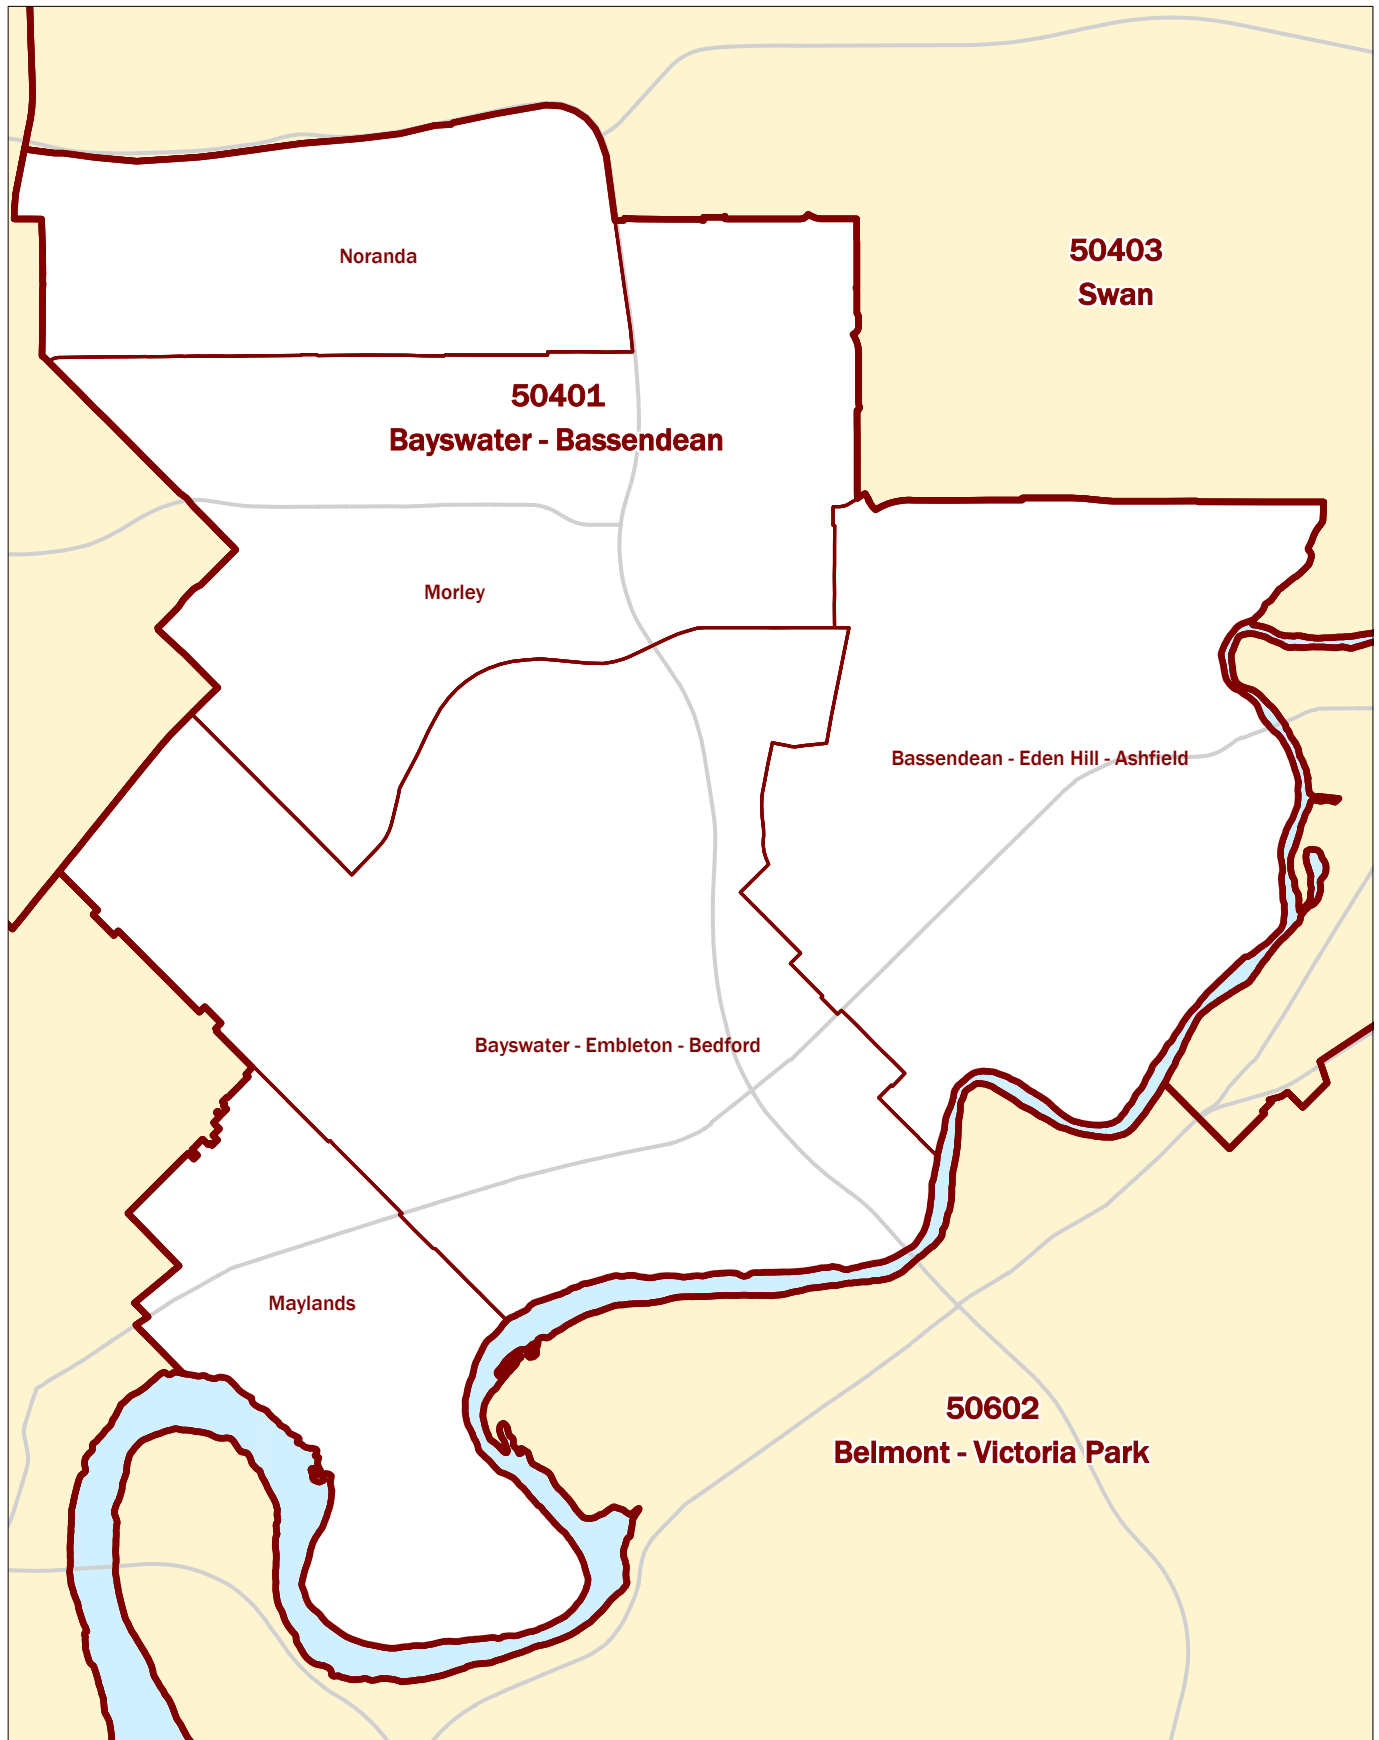 50403
Swan
Noranda
50401
Bayswater - Bassendean
Morley
Bassendean - Eden Hill - Ashfield
Bayswater - Embleton - Bedford
Maylands
50602
Belmont - Victoria Park